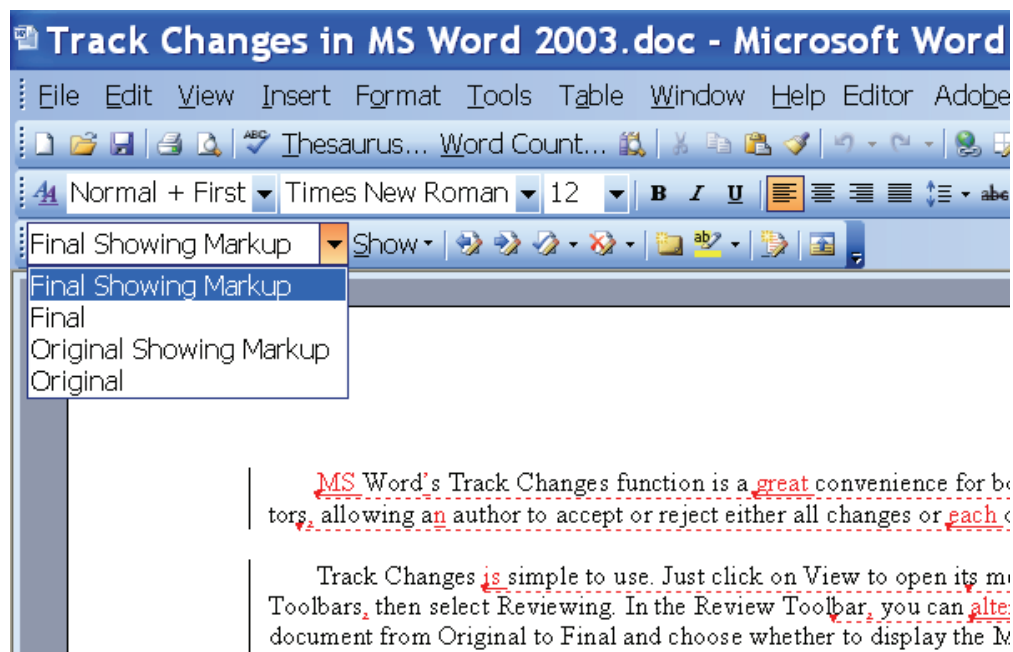 Track Changes in MS Word 2003.doc - Microsoft Word
File Edit View Insert Format Tools Table Window Help Editor Adobe
ABC Thesaurus... Word Count...
Normal + First Times New Roman 12 B I U abc
Final Showing Markup Show
Final Showing Markup
Final
Original Showing Markup
Original
MS Word's Track Changes function is a great convenience for
tors, allowing an author to accept or reject either all changes or each
Track Changes is simple to use. Just click on View to open its
Toolbars, then select Reviewing. In the Review Toolbar, you can
document from Original to Final and choose whether to display the